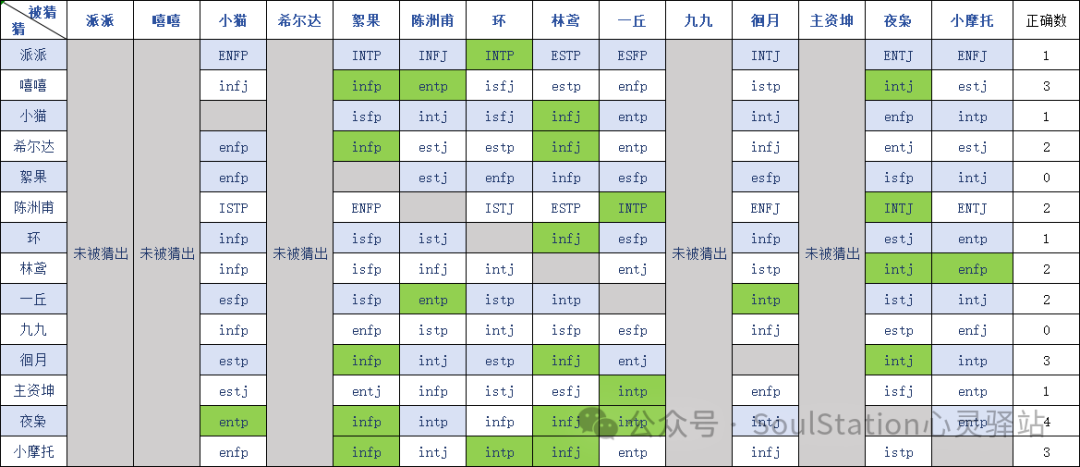 被猜 猜 派派 嘻嘻 小猫 希尔达 絮果 陈洲甫 环 林鸢 一丘 九九 徊月 主资坤 夜枭 小摩托 正确数
派派 ENFP INTP INFJ INTP ESTP ESFP INTJ ENTJ ENFJ 1
嘻嘻 infj infp entp isfj estp enfp istp intj estj 3
小猫 isfp intj isfj infj entp intj enfp intp 1
希尔达 enfp infp estj estp infj entp infj entj estj 2
絮果 enfp estj enfp infp esfp esfp isfp intj 0
陈洲甫 ISTP ENFP ISTJ ESTP INTP ENFJ INTJ ENTJ 2
环 infp isfp istj infj esfp infp estj entp 1
未被猜出 未被猜出 未被猜出 未被猜出 未被猜出
林鸢 infp isfp infj intj entj istp intj enfp 2
一丘 esfp isfp entp istp intp intp istj intj 2
九九 infp enfp istp intj isfp esfp infj estp enfj 0
徊月 estp infp intj estp infj entj intj intp 3
主资坤 estj entj infp istj esfj intp enfp isfj entp 1
夜枭 entp infp intp infp infj intp intj entp 4
小摩托 enfp infp intj intp infj entp infj istp 3
公众号 · SoulStation心灵驿站